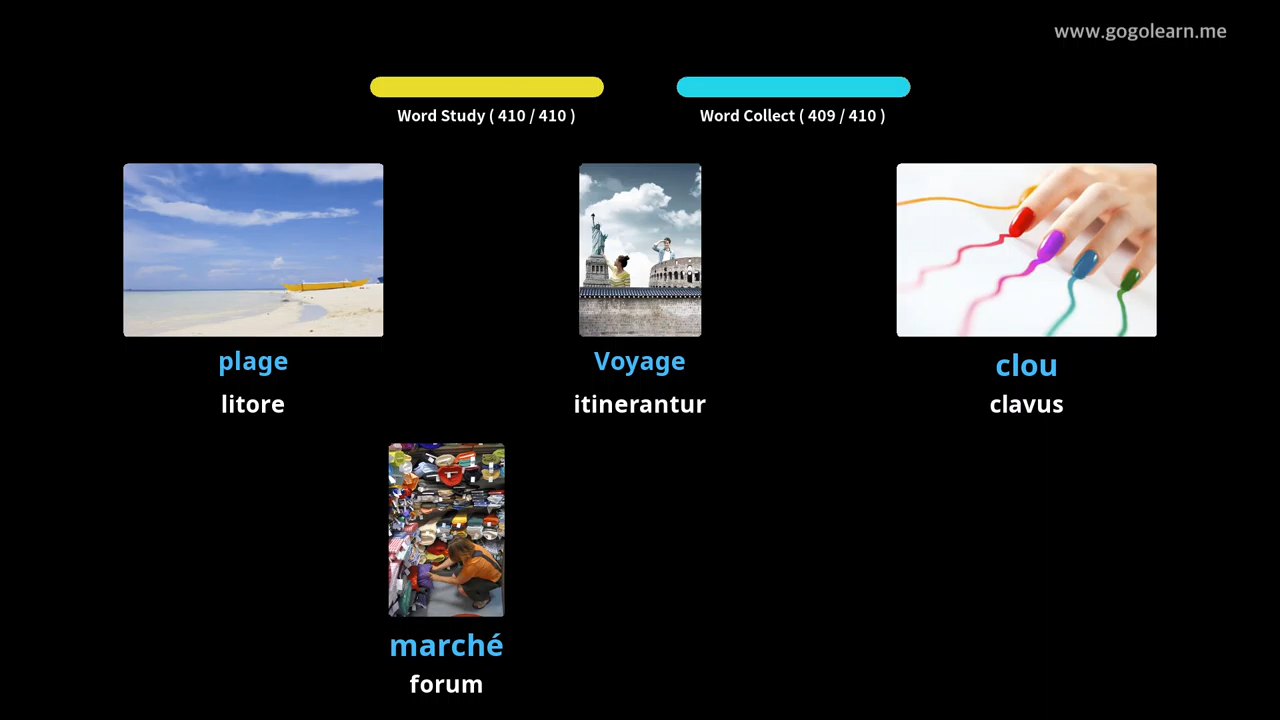 www.gogolearn.me
Word Study ( 410 / 410 )
Word Collect ( 409 / 410 )
plage
Voyage
clou
litore
itinerantur
clavus
marché
forum